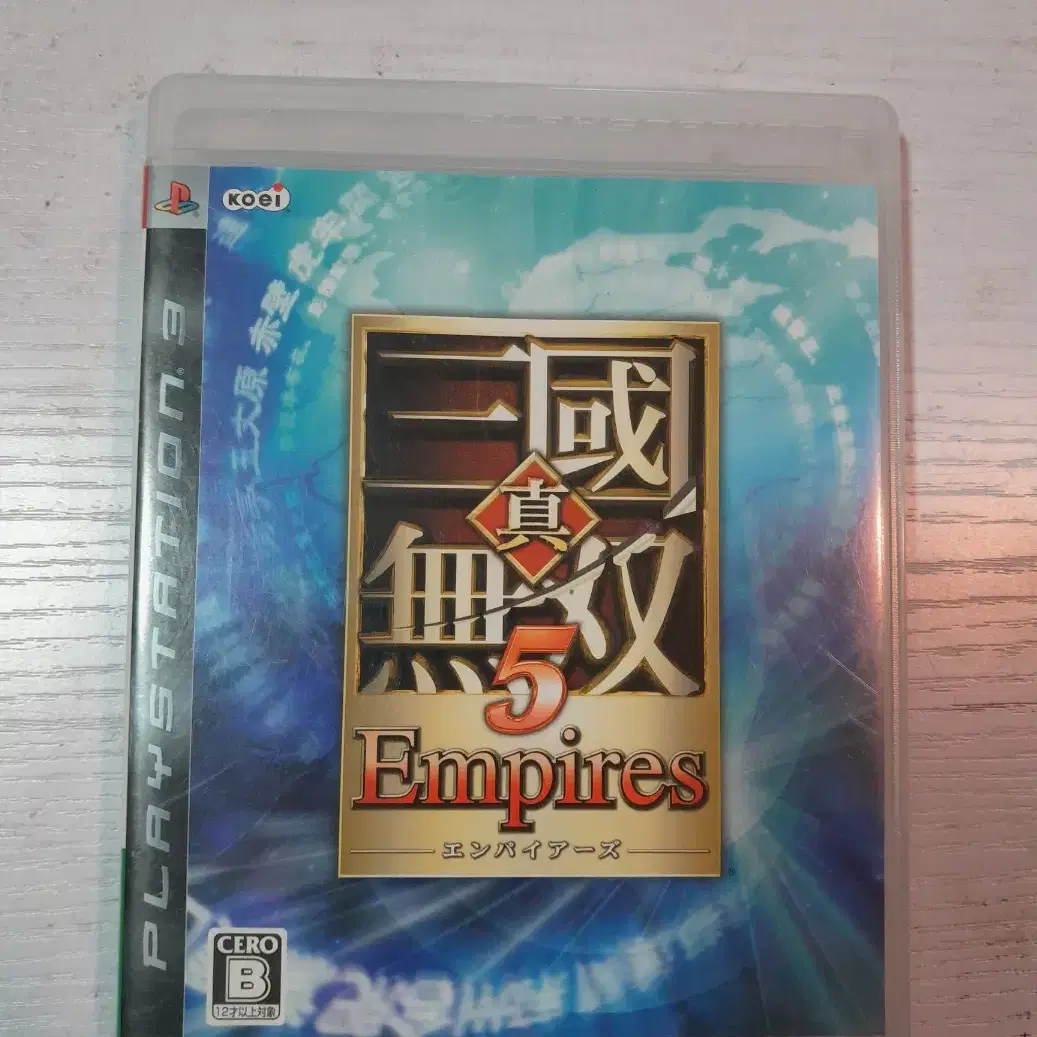 KOEI
PLAYSTATION 3
三國
真
無双
5
Empires
エンパイアーズ
CERO
B
12才以上対象